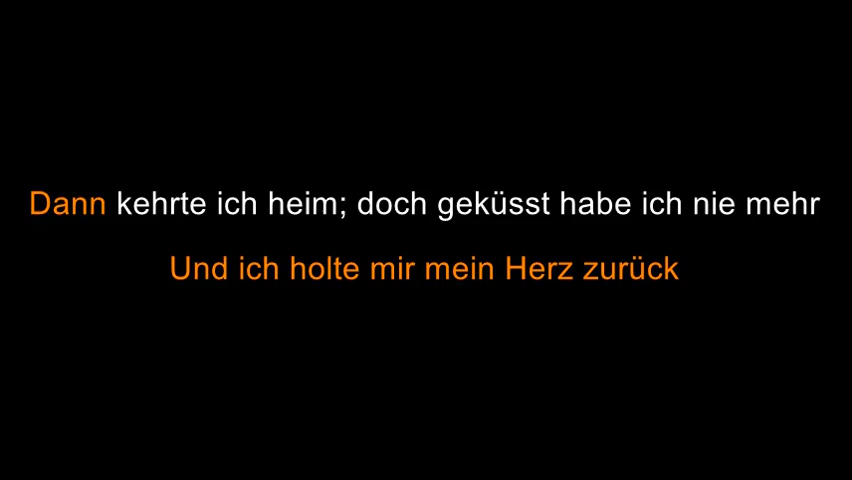 Dann kehrte ich heim; doch geküsst habe ich nie mehr
Und ich holte mir mein Herz zurück